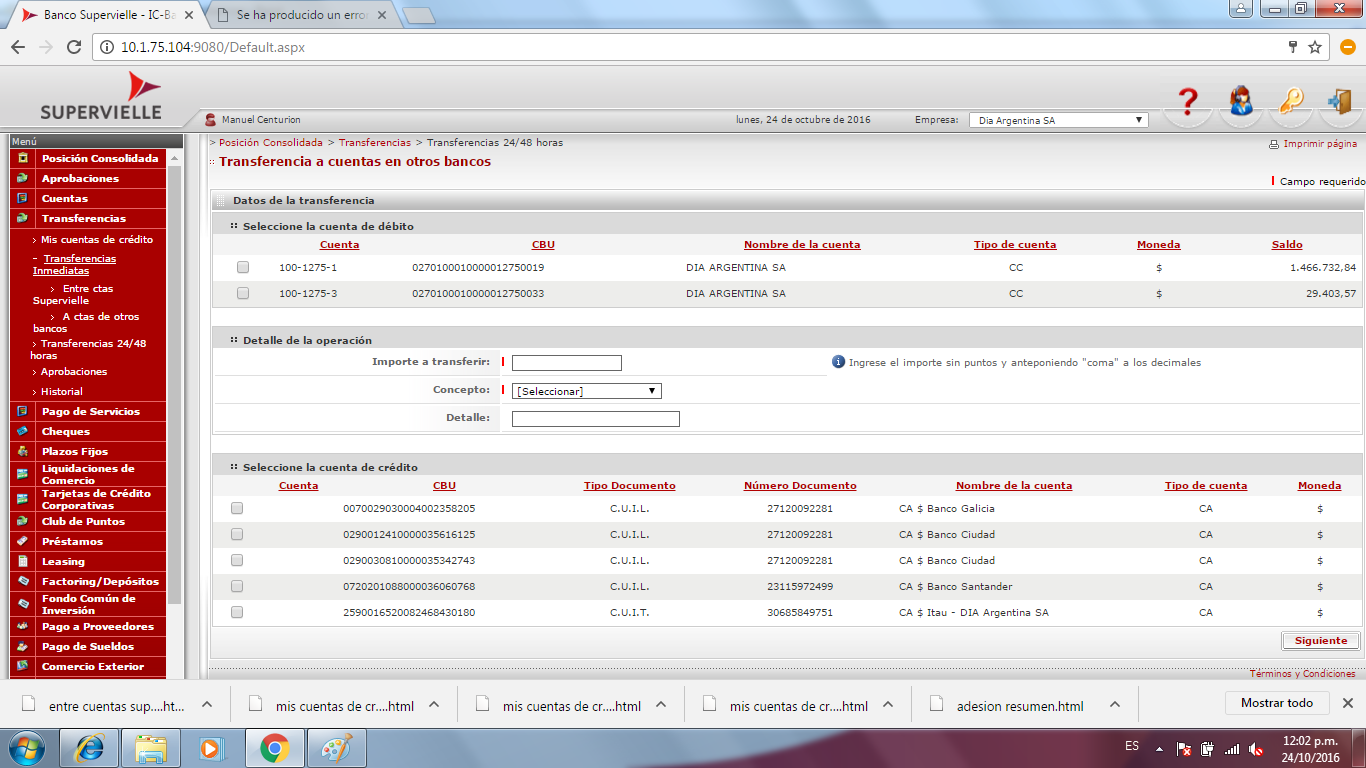 Banco Supervielle - IC-Ba
Se ha producido un erro
10.1.75.104:9080/Default.aspx
SUPERVIELLE
Manuel Centurion
lunes, 24 de octubre de 2016
Empresa: Dia Argentina SA
Menú
Posición Consolidada
Aprobaciones
Cuentas
Transferencias
› Mis cuentas de crédito
- Transferencias
Inmediatas
› Entre ctas
Supervielle
› A ctas de otros
bancos
› Transferencias 24/48
horas
› Aprobaciones
› Historial
Pago de Servicios
Cheques
Plazos Fijos
Liquidaciones de
Comercio
Tarjetas de Crédito
Corporativas
Club de Puntos
Préstamos
Leasing
Factoring/Depósitos
Fondo Común de
Inversión
Pago a Proveedores
Pago de Sueldos
Comercio Exterior
> Posición Consolidada > Transferencias > Transferencias 24/48 horas
Imprimir página
Transferencia a cuentas en otros bancos
Campo requerido
Datos de la transferencia
Seleccione la cuenta de débito
Cuenta CBU Nombre de la cuenta Tipo de cuenta Moneda Saldo
100-1275-1 0270100010000012750019 DIA ARGENTINA SA CC $ 1.466.732,84
100-1275-3 0270100010000012750033 DIA ARGENTINA SA CC $ 29.403,57
Detalle de la operación
Importe a transferir:
Ingrese el importe sin puntos y anteponiendo "coma" a los decimales
Concepto: [Seleccionar]
Detalle:
Seleccione la cuenta de crédito
Cuenta CBU Tipo Documento Número Documento Nombre de la cuenta Tipo de cuenta Moneda
0070029030004002358205 C.U.I.L. 27120092281 CA $ Banco Galicia CA $
0290012410000035616125 C.U.I.L. 27120092281 CA $ Banco Ciudad CA $
0290030810000035342743 C.U.I.L. 27120092281 CA $ Banco Ciudad CA $
0720201088000036060768 C.U.I.L. 23115972499 CA $ Banco Santander CA $
2590016520082468430180 C.U.I.T. 30685849751 CA $ Itau - DIA Argentina SA CA $
Siguiente
Términos y Condiciones
entre cuentas sup....ht...
mis cuentas de cr....html
mis cuentas de cr....html
mis cuentas de cr....html
adesion resumen.html
Mostrar todo
ES
12:02 p.m.
24/10/2016